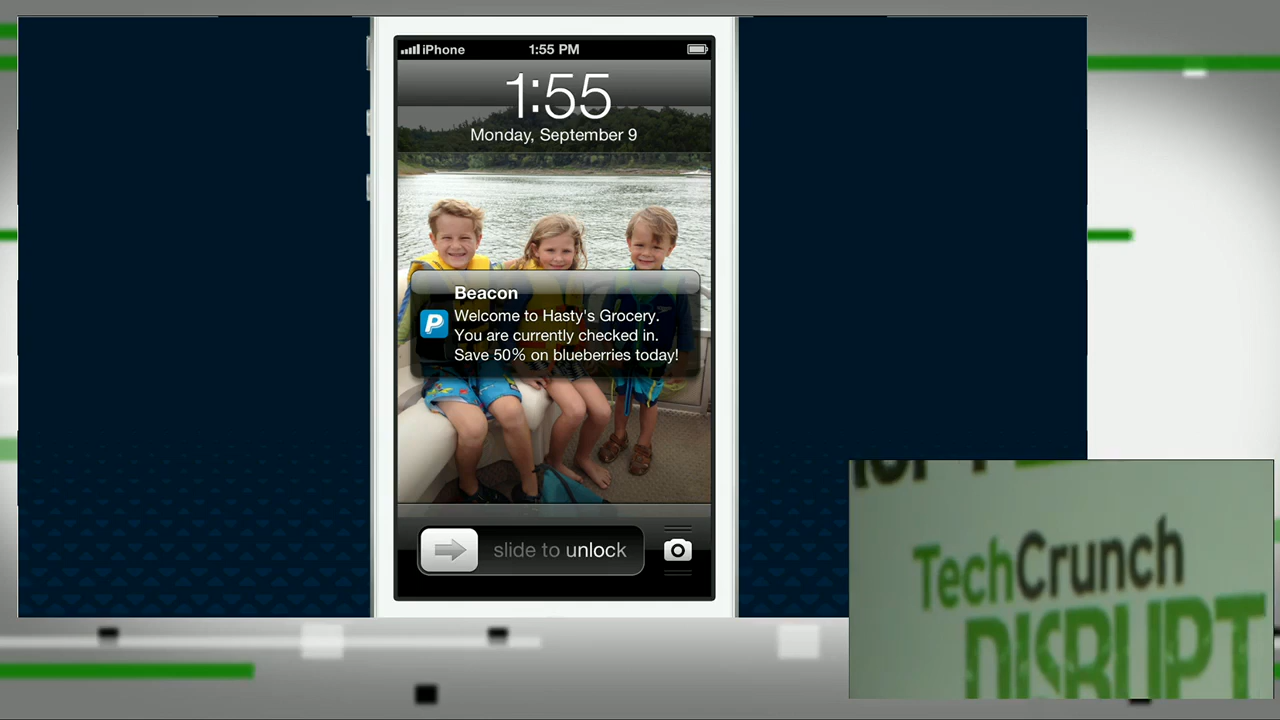 iPhone
1:55 PM
1:55
Monday, September 9
Beacon
Welcome to Hasty's Grocery.
You are currently checked in.
Save 50% on blueberries today!
slide to unlock
TechCrunch
DISRUPT